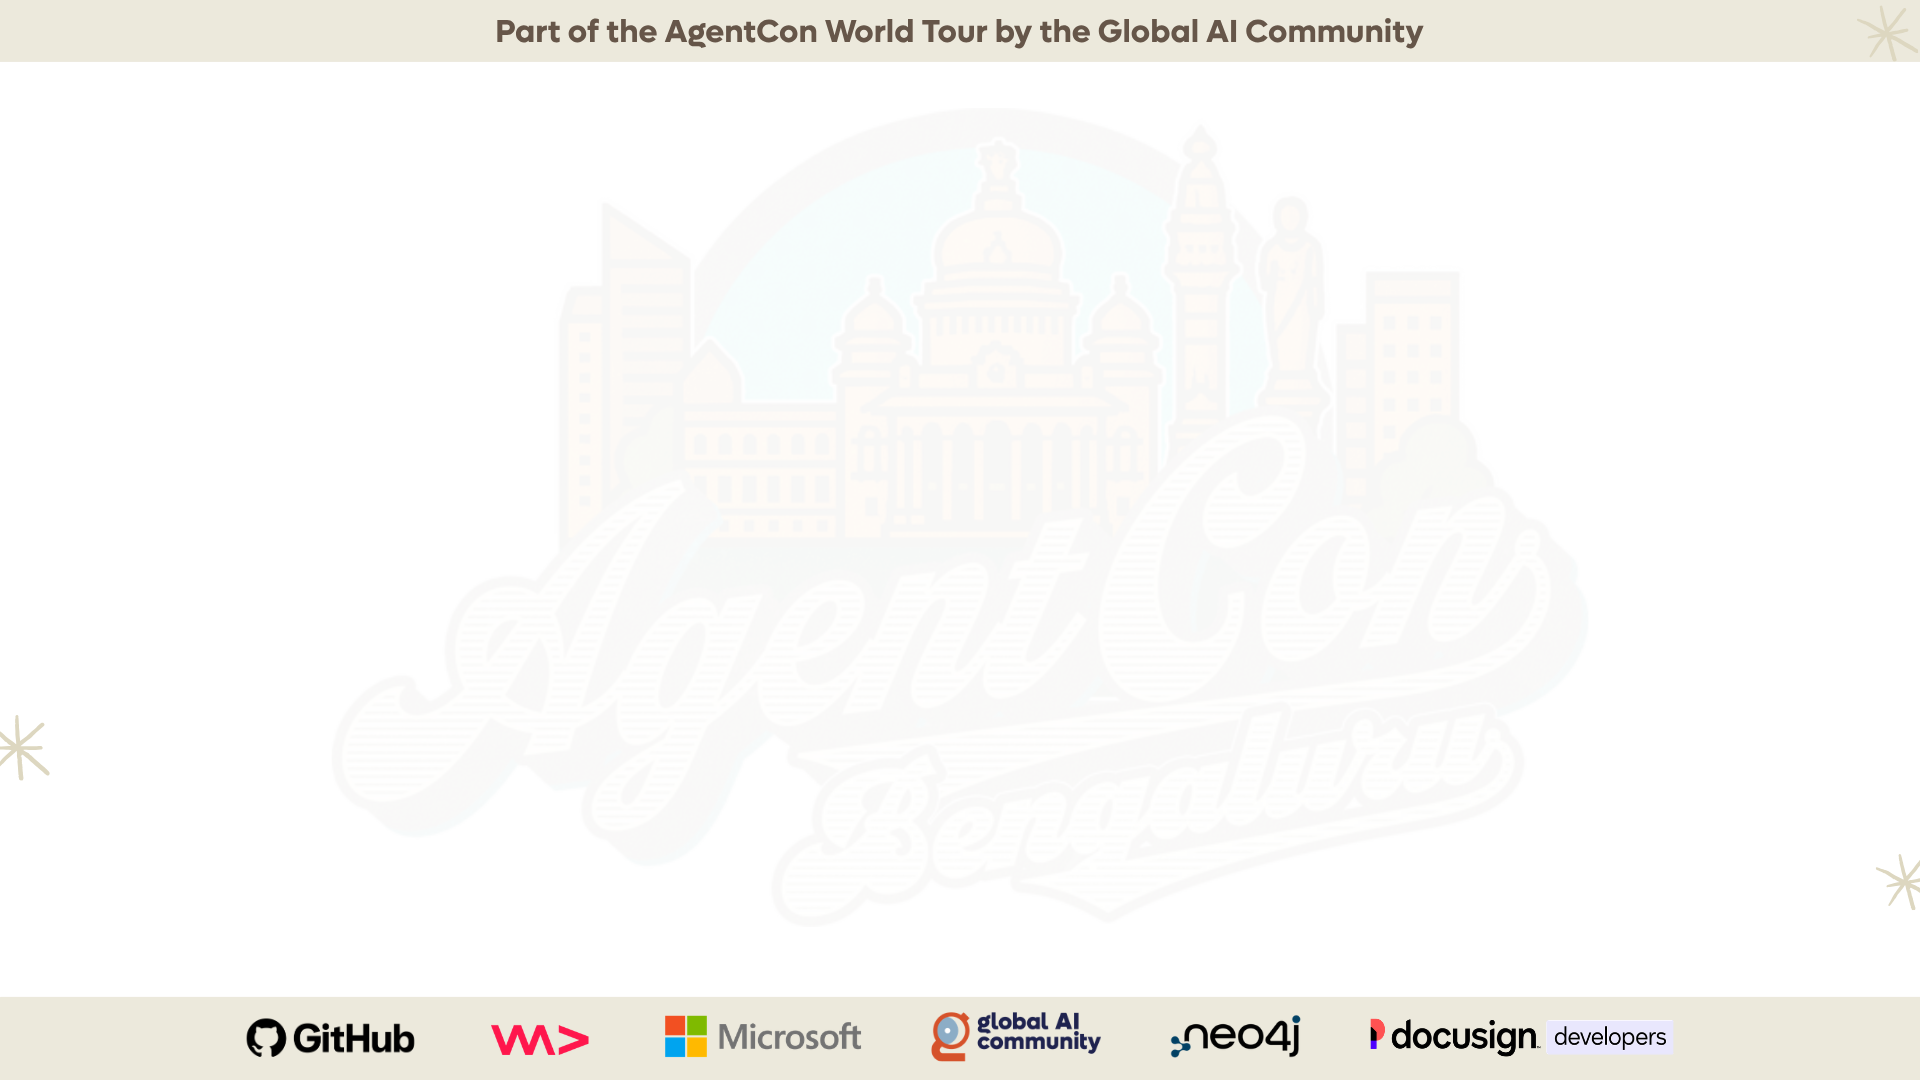 Part of the AgentCon World Tour by the Global AI Community
AgentCon
Bengaluru
GitHub
Microsoft
global AI
community
neo4j
docusign
developers